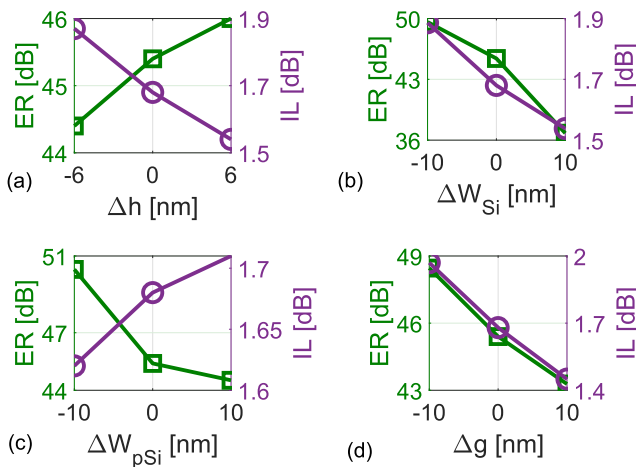 46
45
44
ER [dB]
1.9
1.7
1.5
IL [dB]
-6 0 6
Δh [nm]
(a)
50
43
36
ER [dB]
1.9
1.7
1.5
IL [dB]
-10 0 10
ΔW_Si [nm]
(b)
51
47
44
ER [dB]
1.7
1.65
1.6
IL [dB]
-10 0 10
ΔW_pSi [nm]
(c)
49
46
43
ER [dB]
2
1.7
1.4
IL [dB]
-10 0 10
Δg [nm]
(d)